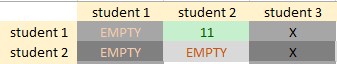 student 1 student 2 student 3
student 1 EMPTY 11 X
student 2 EMPTY EMPTY X